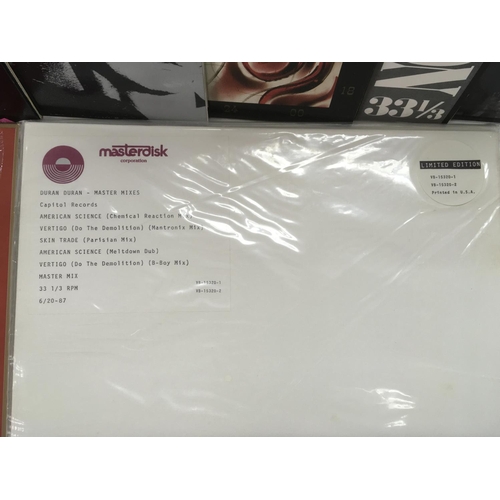 33 1/3
masterdisk
corporation
DURAN DURAN - MASTER MIXES
Capitol Records
AMERICAN SCIENCE (Chemical Reaction
VERTIGO (Do The Demolition) (Mantronix Mix)
SKIN TRADE (Parisian Mix)
AMERICAN SCIENCE (Meltdown Dub)
VERTIGO (Do The Demolition) (B-Boy Mix)
MASTER MIX
33 1/3 RPM
6/20-87
LIMITED EDITION
Printed in U.S.A.